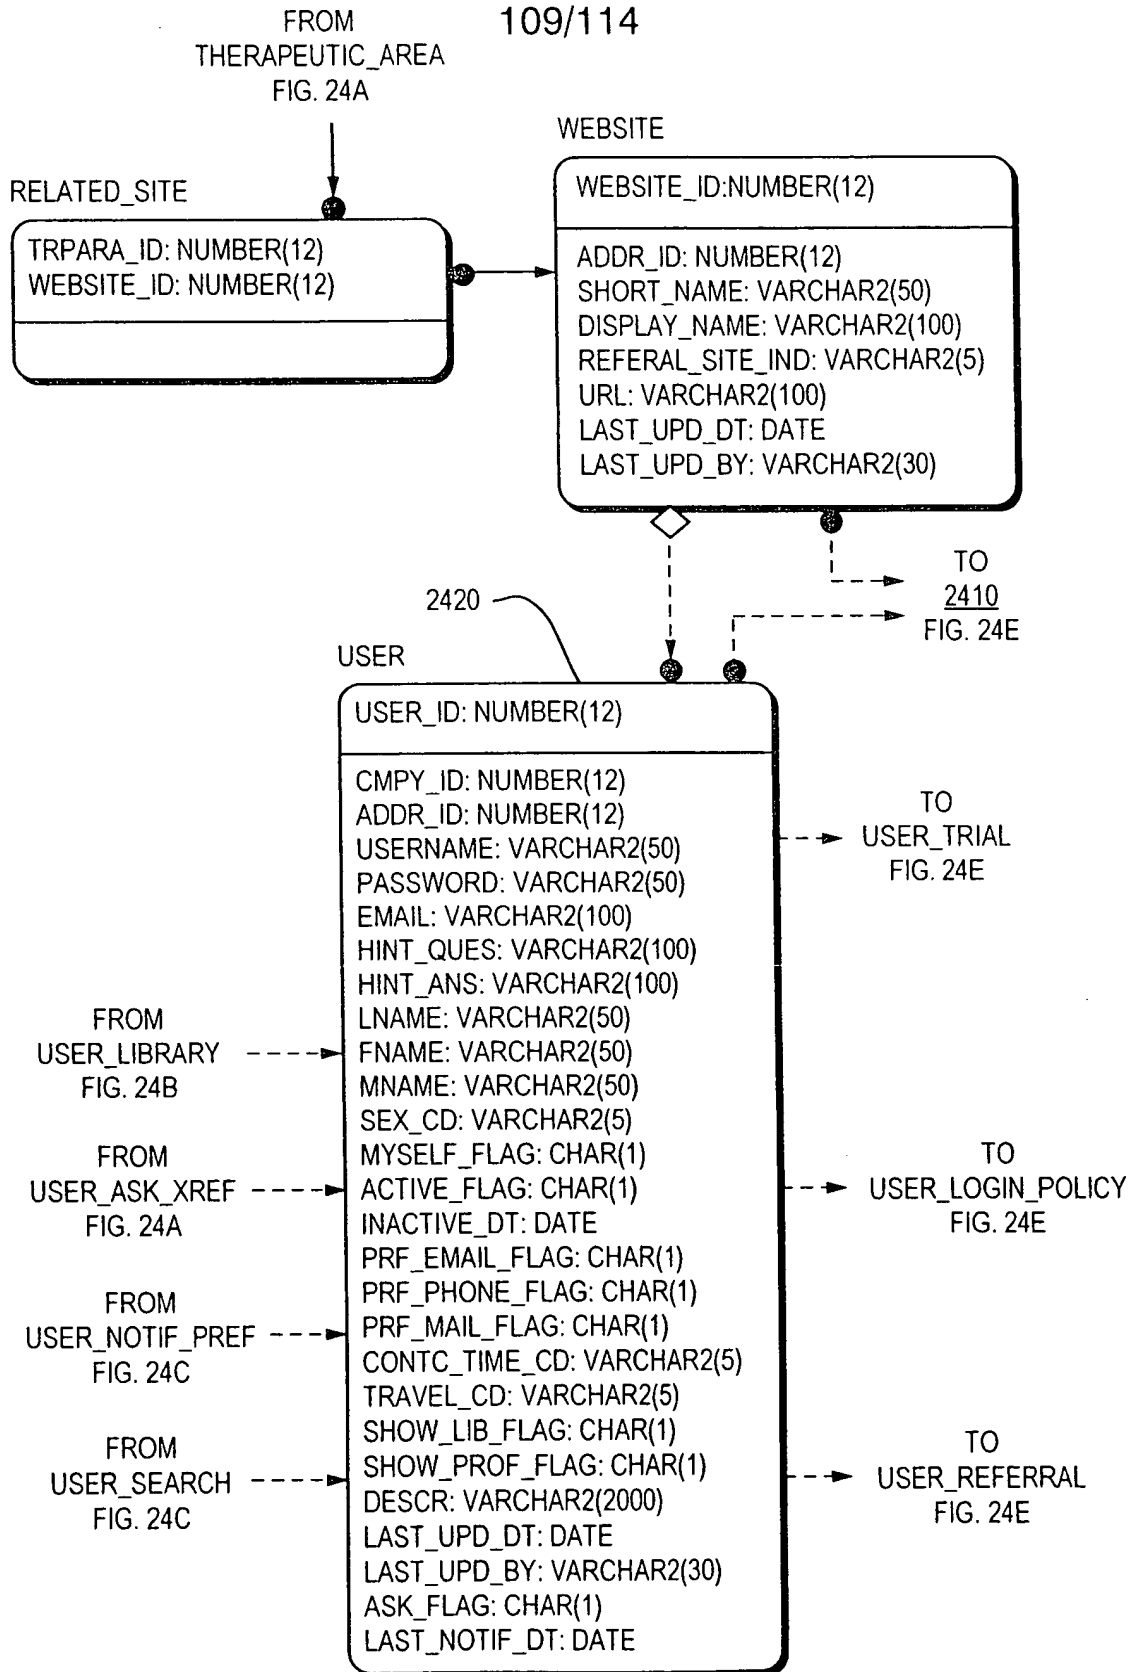 109/114
FROM
THERAPEUTIC_AREA
FIG. 24A
RELATED_SITE
TRPARA_ID: NUMBER(12)
WEBSITE_ID: NUMBER(12)
WEBSITE
WEBSITE_ID:NUMBER(12)
ADDR_ID: NUMBER(12)
SHORT_NAME: VARCHAR2(50)
DISPLAY_NAME: VARCHAR2(100)
REFERAL_SITE_IND: VARCHAR2(5)
URL: VARCHAR2(100)
LAST_UPD_DT: DATE
LAST_UPD_BY: VARCHAR2(30)
TO
2410
FIG. 24E
2420
USER
USER_ID: NUMBER(12)
CMPY_ID: NUMBER(12)
ADDR_ID: NUMBER(12)
USERNAME: VARCHAR2(50)
PASSWORD: VARCHAR2(50)
EMAIL: VARCHAR2(100)
HINT_QUES: VARCHAR2(100)
HINT_ANS: VARCHAR2(100)
LNAME: VARCHAR2(50)
FNAME: VARCHAR2(50)
MNAME: VARCHAR2(50)
SEX_CD: VARCHAR2(5)
MYSELF_FLAG: CHAR(1)
ACTIVE_FLAG: CHAR(1)
INACTIVE_DT: DATE
PRF_EMAIL_FLAG: CHAR(1)
PRF_PHONE_FLAG: CHAR(1)
PRF_MAIL_FLAG: CHAR(1)
CONTC_TIME_CD: VARCHAR2(5)
TRAVEL_CD: VARCHAR2(5)
SHOW_LIB_FLAG: CHAR(1)
SHOW_PROF_FLAG: CHAR(1)
DESCR: VARCHAR2(2000)
LAST_UPD_DT: DATE
LAST_UPD_BY: VARCHAR2(30)
ASK_FLAG: CHAR(1)
LAST_NOTIF_DT: DATE
FROM
USER_LIBRARY
FIG. 24B
FROM
USER_ASK_XREF
FIG. 24A
FROM
USER_NOTIF_PREF
FIG. 24C
FROM
USER_SEARCH
FIG. 24C
TO
USER_TRIAL
FIG. 24E
TO
USER_LOGIN_POLICY
FIG. 24E
TO
USER_REFERRAL
FIG. 24E